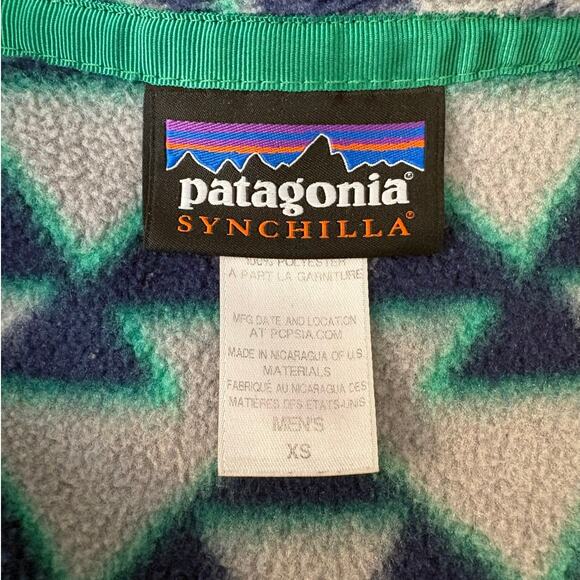 patagonia®
SYNCHILLA®
100% POLYESTER
À PART LA GARNITURE
MFG DATE AND LOCATION
AT PCPSIA.COM
MADE IN NICARAGUA OF U.S.
MATERIALS
FABRIQUÉ AU NICARAGUA DES
MATIÈRES DES ÉTATS-UNIS
MEN'S
XS